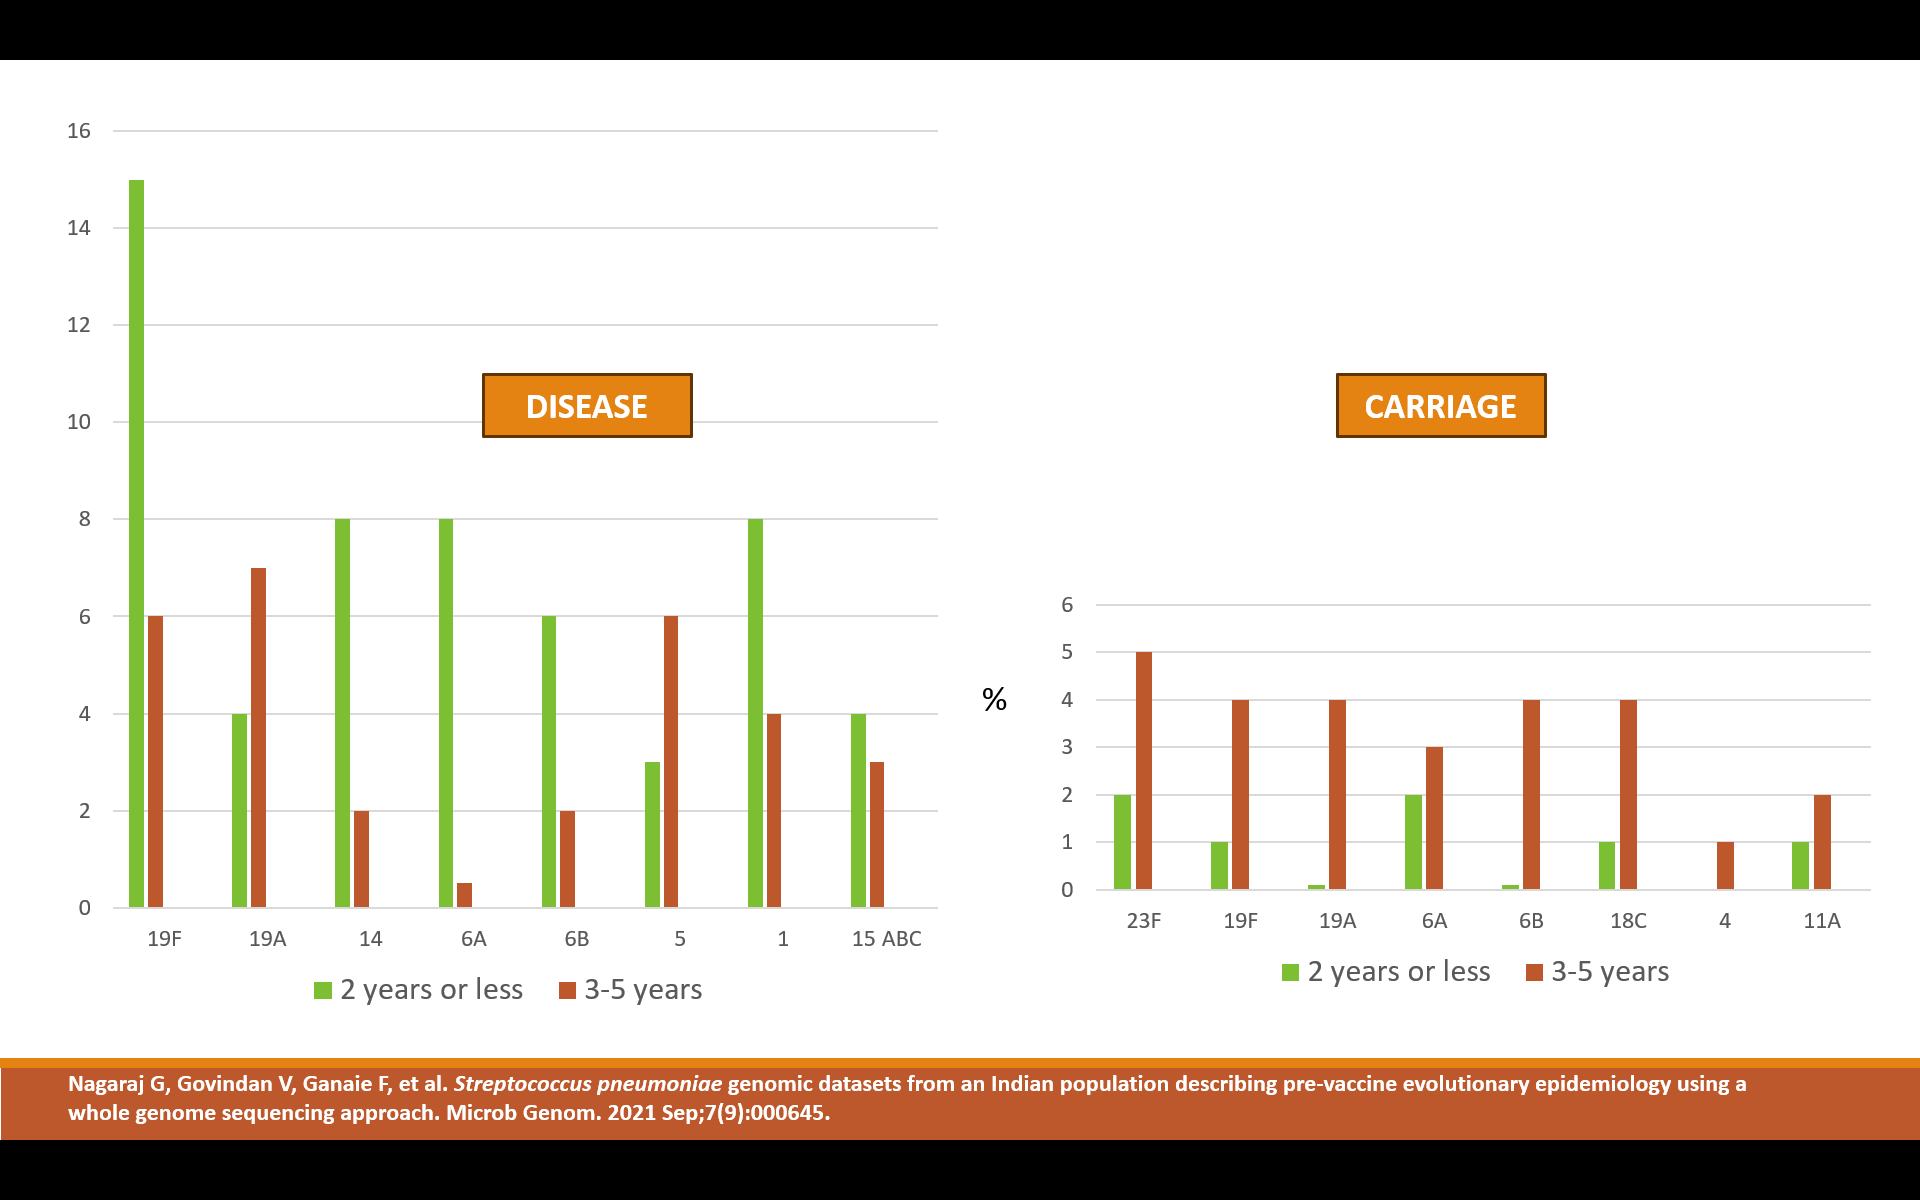 16
14
12
10
8
6
4
2
0
DISEASE
19F 19A 14 6A 6B 5 1 15 ABC
2 years or less 3-5 years
CARRIAGE
%
6
5
4
3
2
1
0
23F 19F 19A 6A 6B 18C 4 11A
2 years or less 3-5 years
Nagaraj G, Govindan V, Ganaie F, et al. Streptococcus pneumoniae genomic datasets from an Indian population describing pre-vaccine evolutionary epidemiology using a
whole genome sequencing approach. Microb Genom. 2021 Sep;7(9):000645.